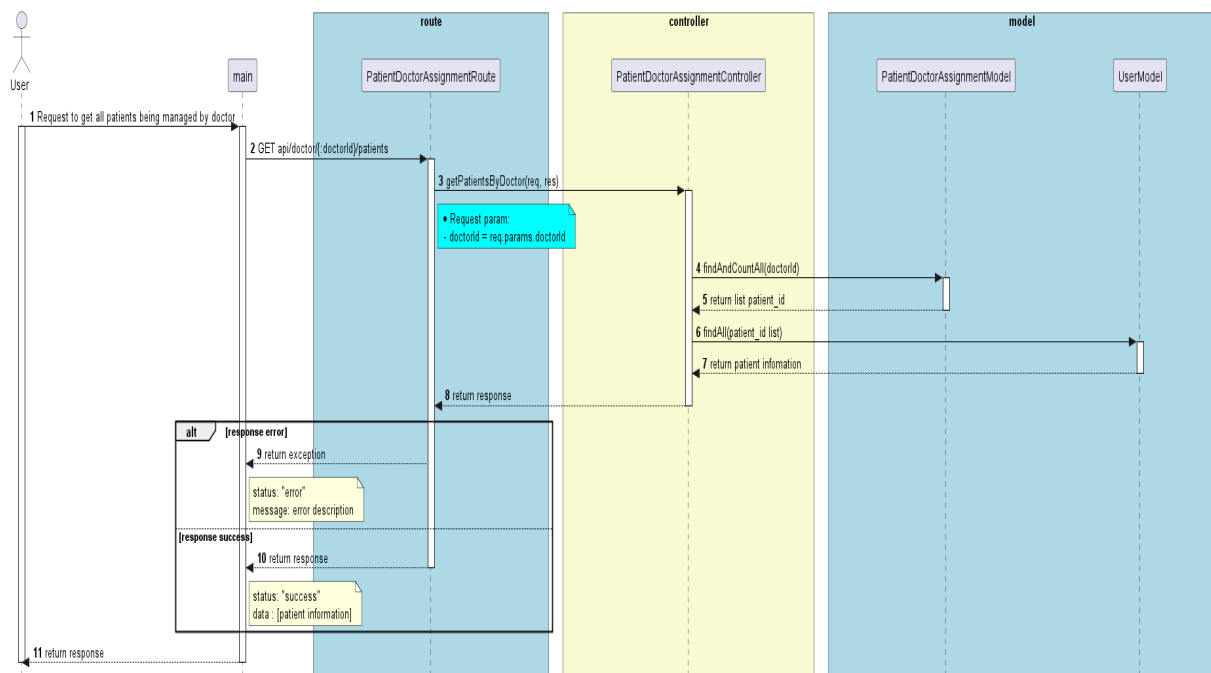 route
controller
model
User
main
PatientDoctorAssignmentRoute
PatientDoctorAssignmentController
PatientDoctorAssignmentModel
UserModel
1 Request to get all patients being managed by doctor
2 GET api/doctor/{:doctorId}/patients
3 getPatientsByDoctor(req, res)
● Request param:
- doctorId = req.params.doctorId
4 findAndCountAll(doctorId)
5 return list patient_id
6 findAll(patient_id list)
7 return patient infomation
8 return response
alt [response error]
9 return exception
status: "error"
message: error description
[response success]
10 return response
status: "success"
data : [patient information]
11 return response